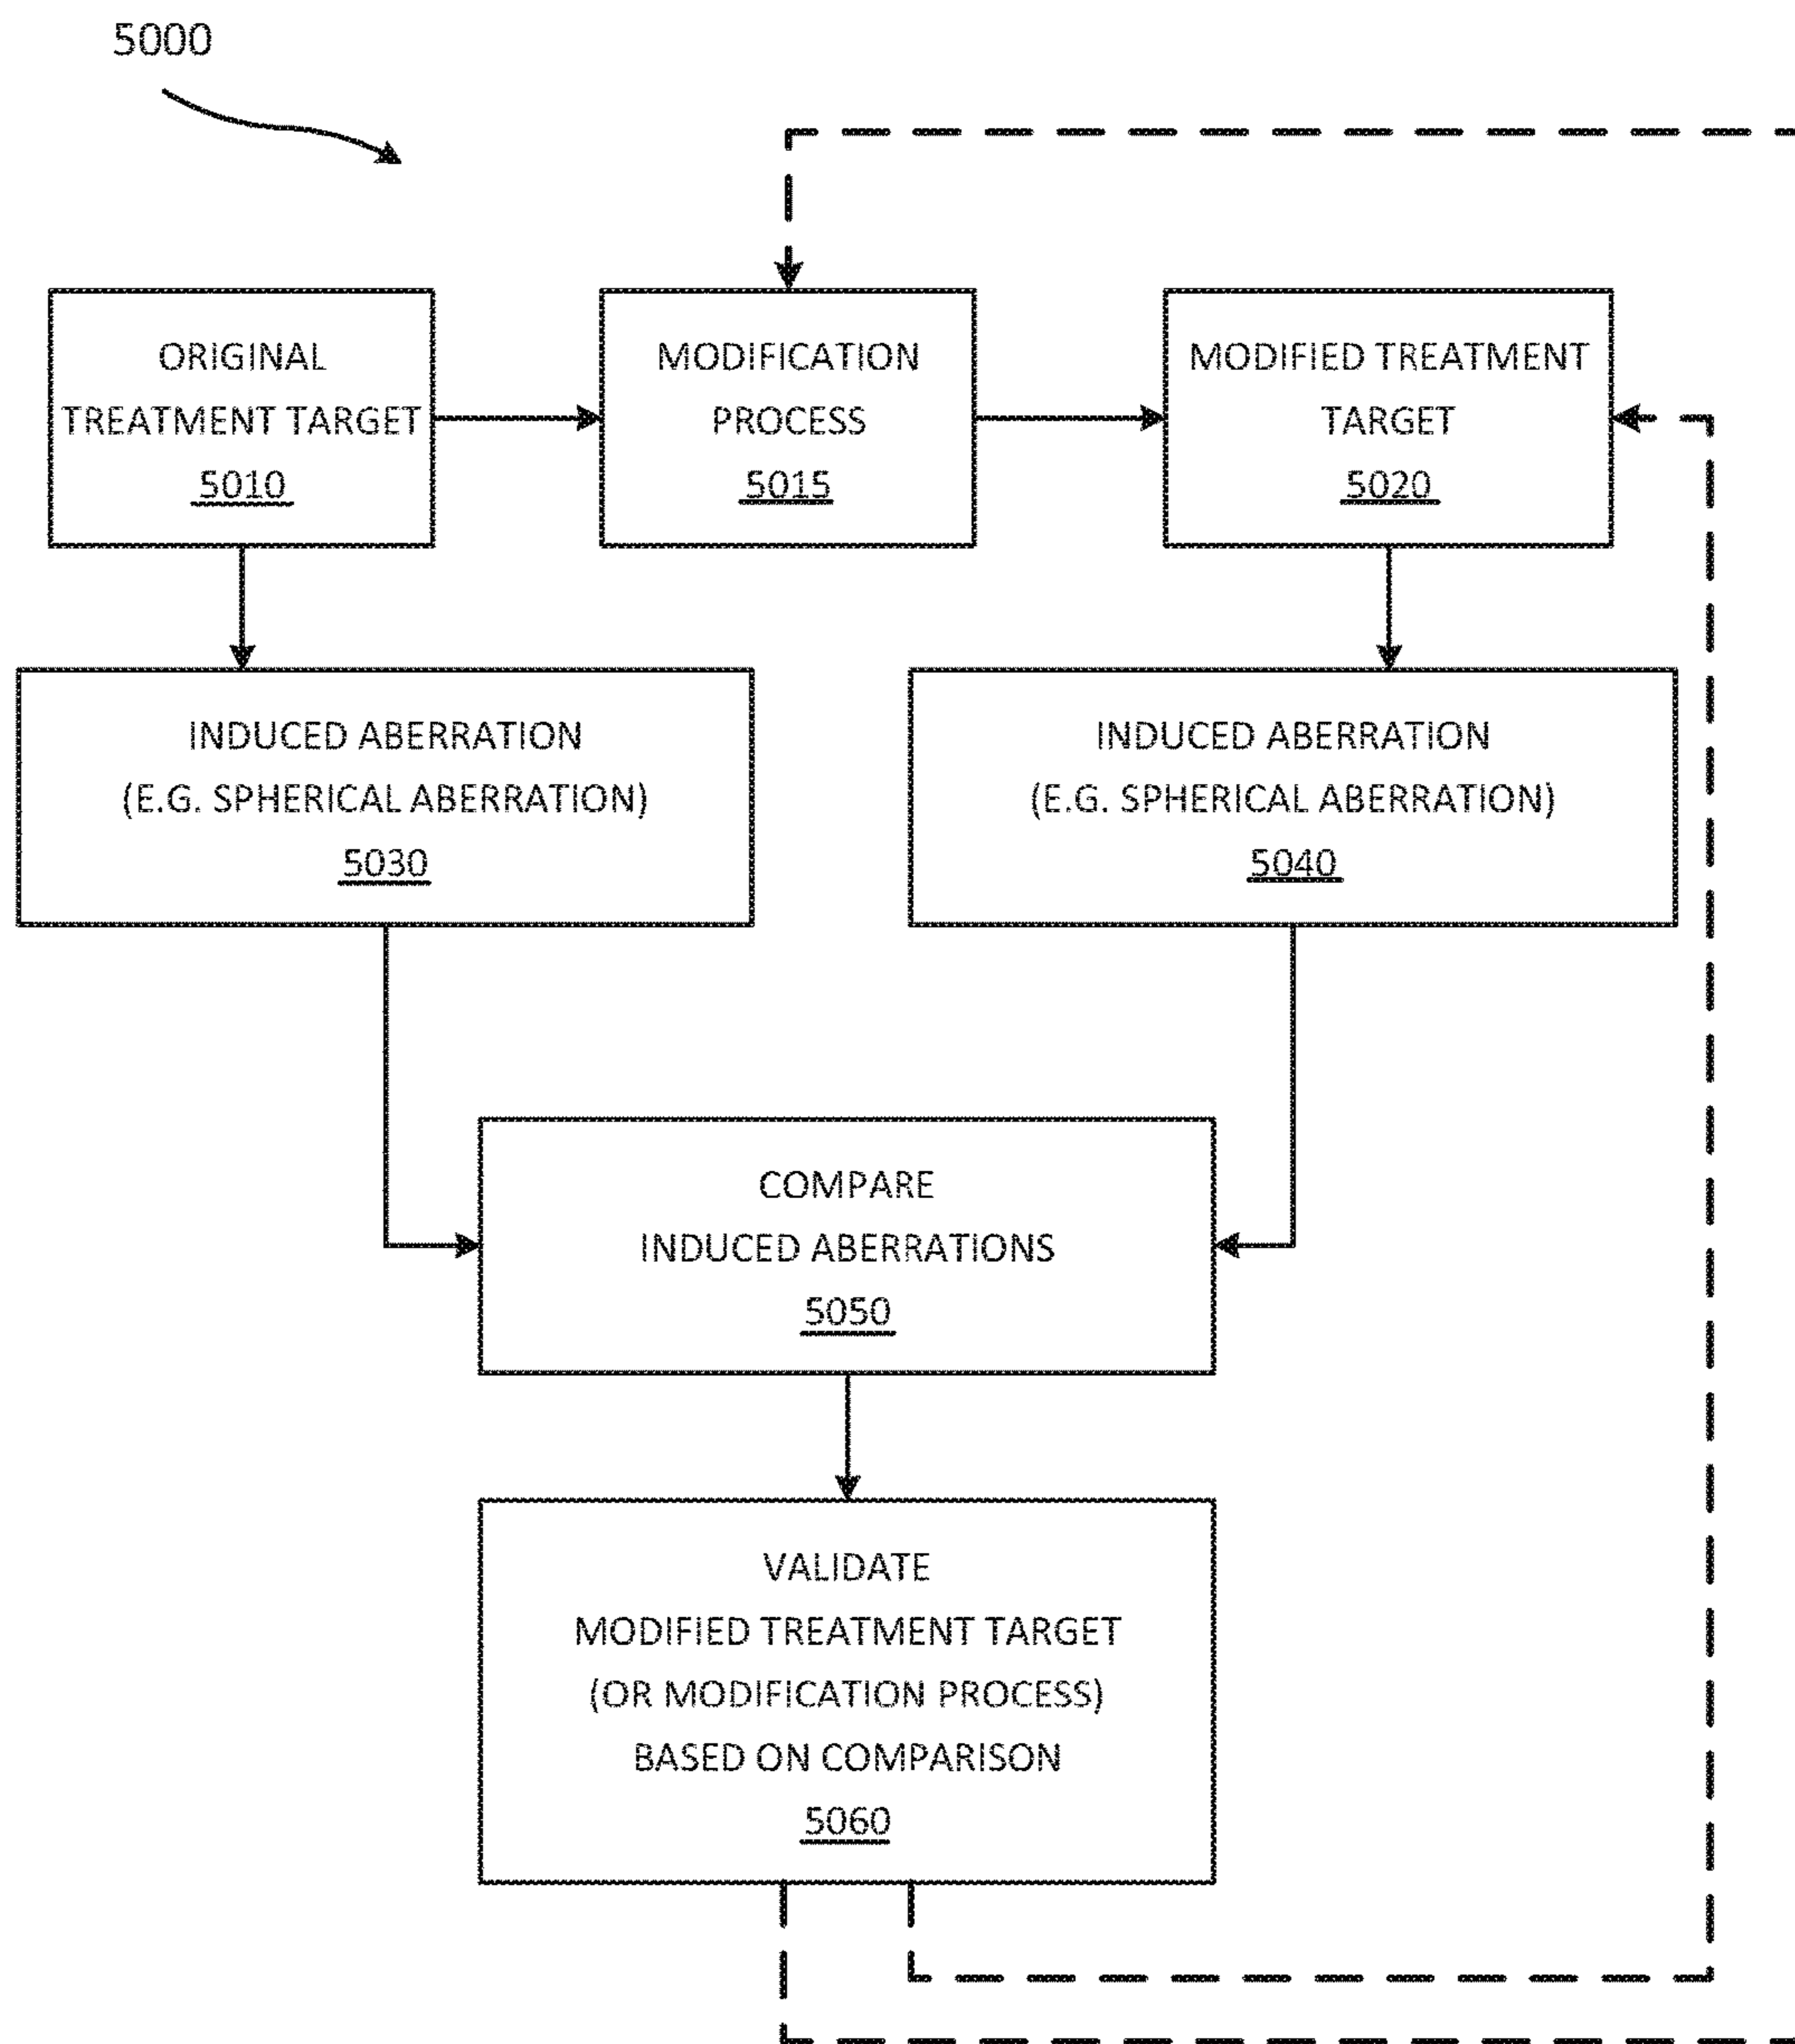 5000
ORIGINAL
TREATMENT TARGET
5010
MODIFICATION
PROCESS
5015
MODIFIED TREATMENT
TARGET
5020
INDUCED ABERRATION
(E.G. SPHERICAL ABERRATION)
5030
INDUCED ABERRATION
(E.G. SPHERICAL ABERRATION)
5040
COMPARE
INDUCED ABERRATIONS
5050
VALIDATE
MODIFIED TREATMENT TARGET
(OR MODIFICATION PROCESS)
BASED ON COMPARISON
5060